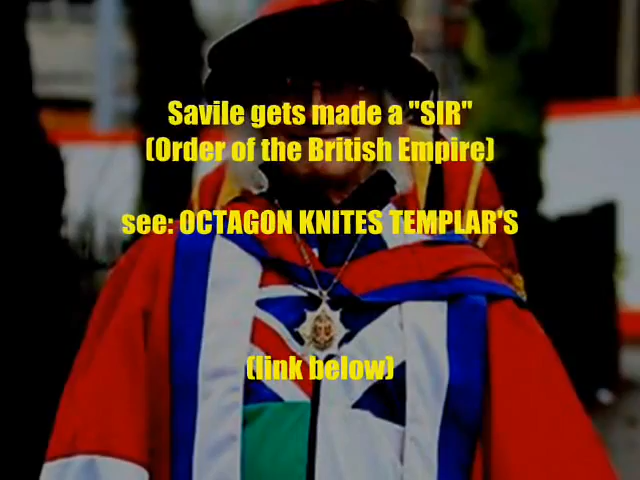 Savile gets made a "SIR"
(Order of the British Empire)
see: OCTAGON KNITES TEMPLAR'S
(link below)